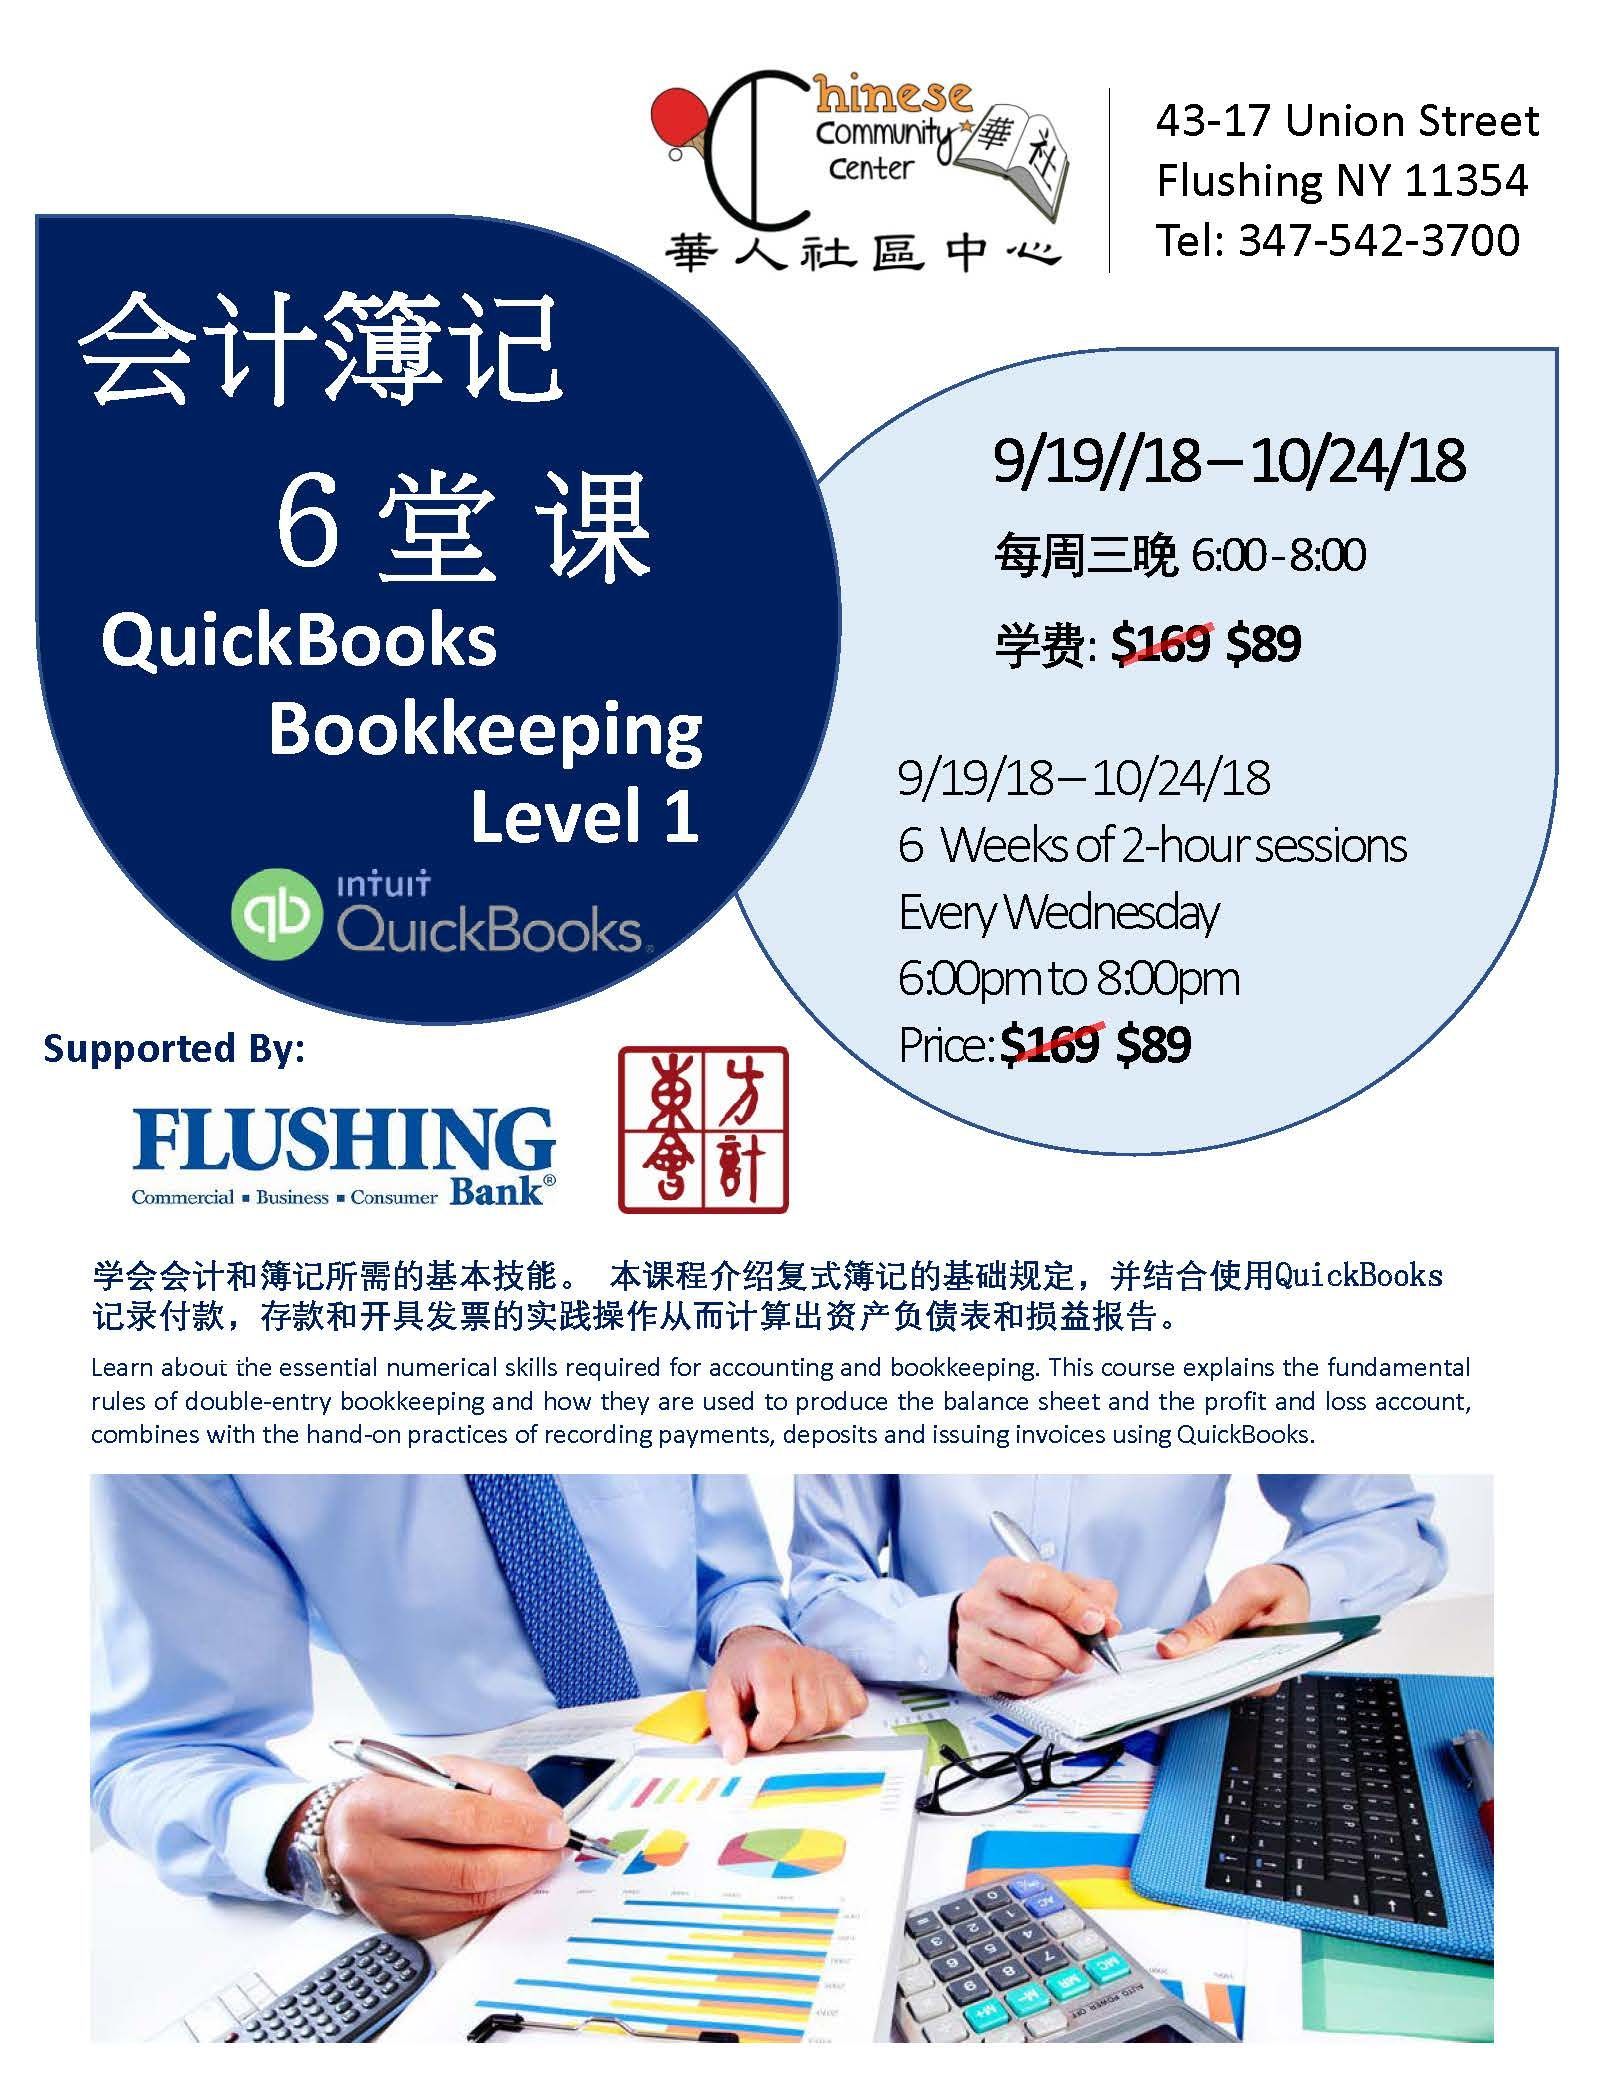 Chinese
Community
Center
華社
華人社區中心
43-17 Union Street
Flushing NY 11354
Tel: 347-542-3700
会计簿记
6 堂 课
QuickBooks
Bookkeeping
Level 1
qb
ıntuıt
QuickBooks®
9/19//18 – 10/24/18
每周三晚 6:00 - 8:00
学费: $169 $89
9/19/18 – 10/24/18
6 Weeks of 2-hour sessions
Every Wednesday
6:00pm to 8:00pm
Price: $169 $89
Supported By:
FLUSHING
Commercial ▪ Business ▪ Consumer Bank®
東方
會計
学会会计和簿记所需的基本技能。 本课程介绍复式簿记的基础规定，并结合使用QuickBooks
记录付款，存款和开具发票的实践操作从而计算出资产负债表和损益报告。
Learn about the essential numerical skills required for accounting and bookkeeping. This course explains the fundamental
rules of double-entry bookkeeping and how they are used to produce the balance sheet and the profit and loss account,
combines with the hand-on practices of recording payments, deposits and issuing invoices using QuickBooks.